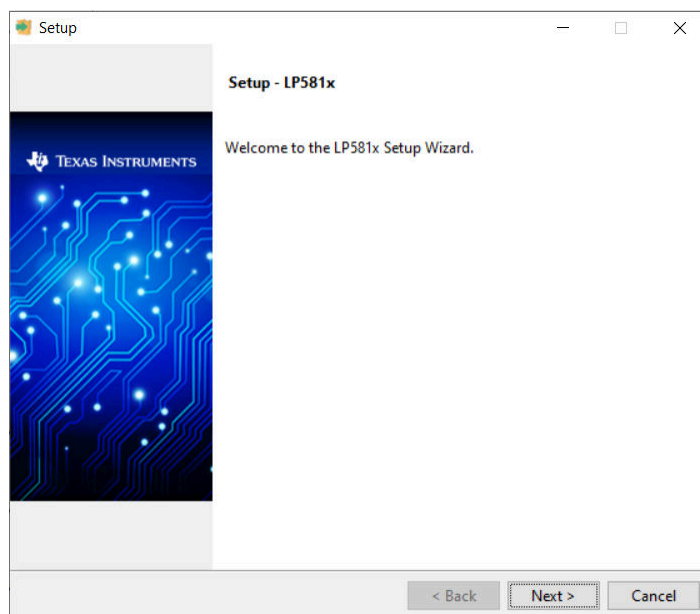 Setup
Setup - LP581x
TEXAS INSTRUMENTS
Welcome to the LP581x Setup Wizard.
< Back
Next >
Cancel